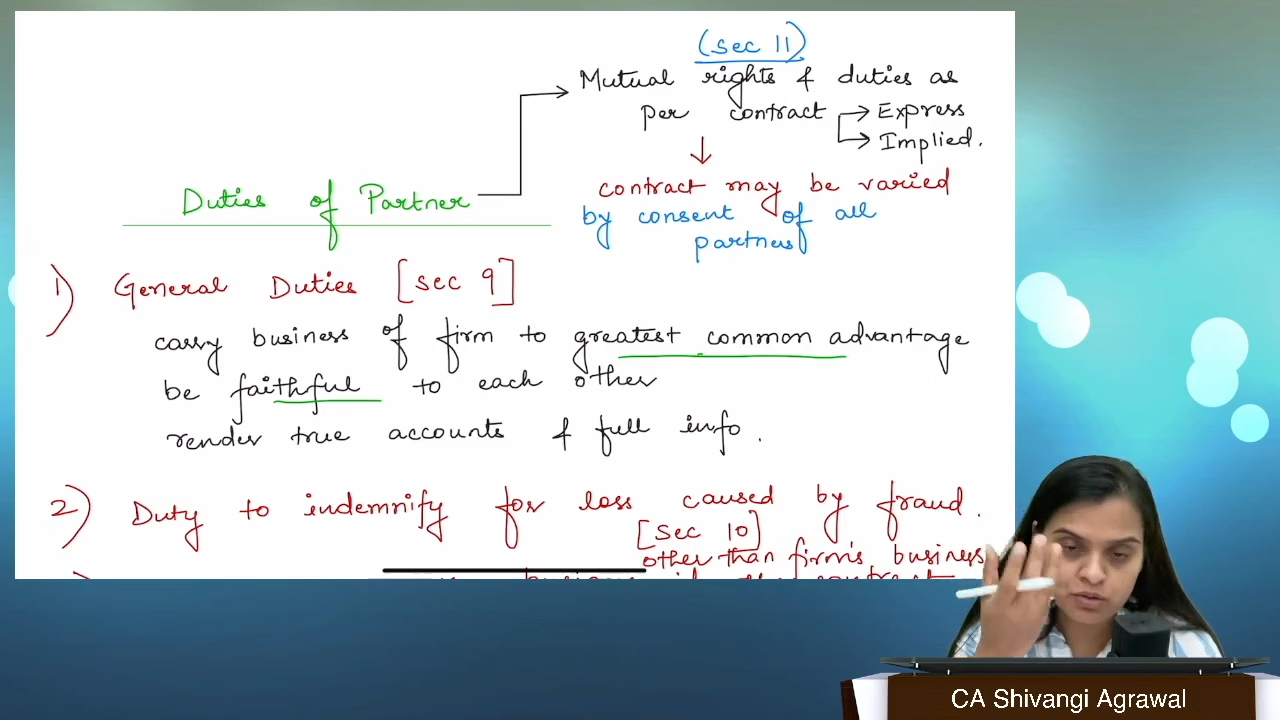 (sec 11)
Mutual rights & duties as
per contract → Express
→ Implied.
contract may be varied
by consent of all
partners
Duties of Partner
1) General Duties [sec 9]
carry business of firm to greatest common advantage
be faithful to each other
render true accounts & full info.
2) Duty to indemnify for loss caused by fraud.
[sec 10]
other than firm's business
CA Shivangi Agrawal